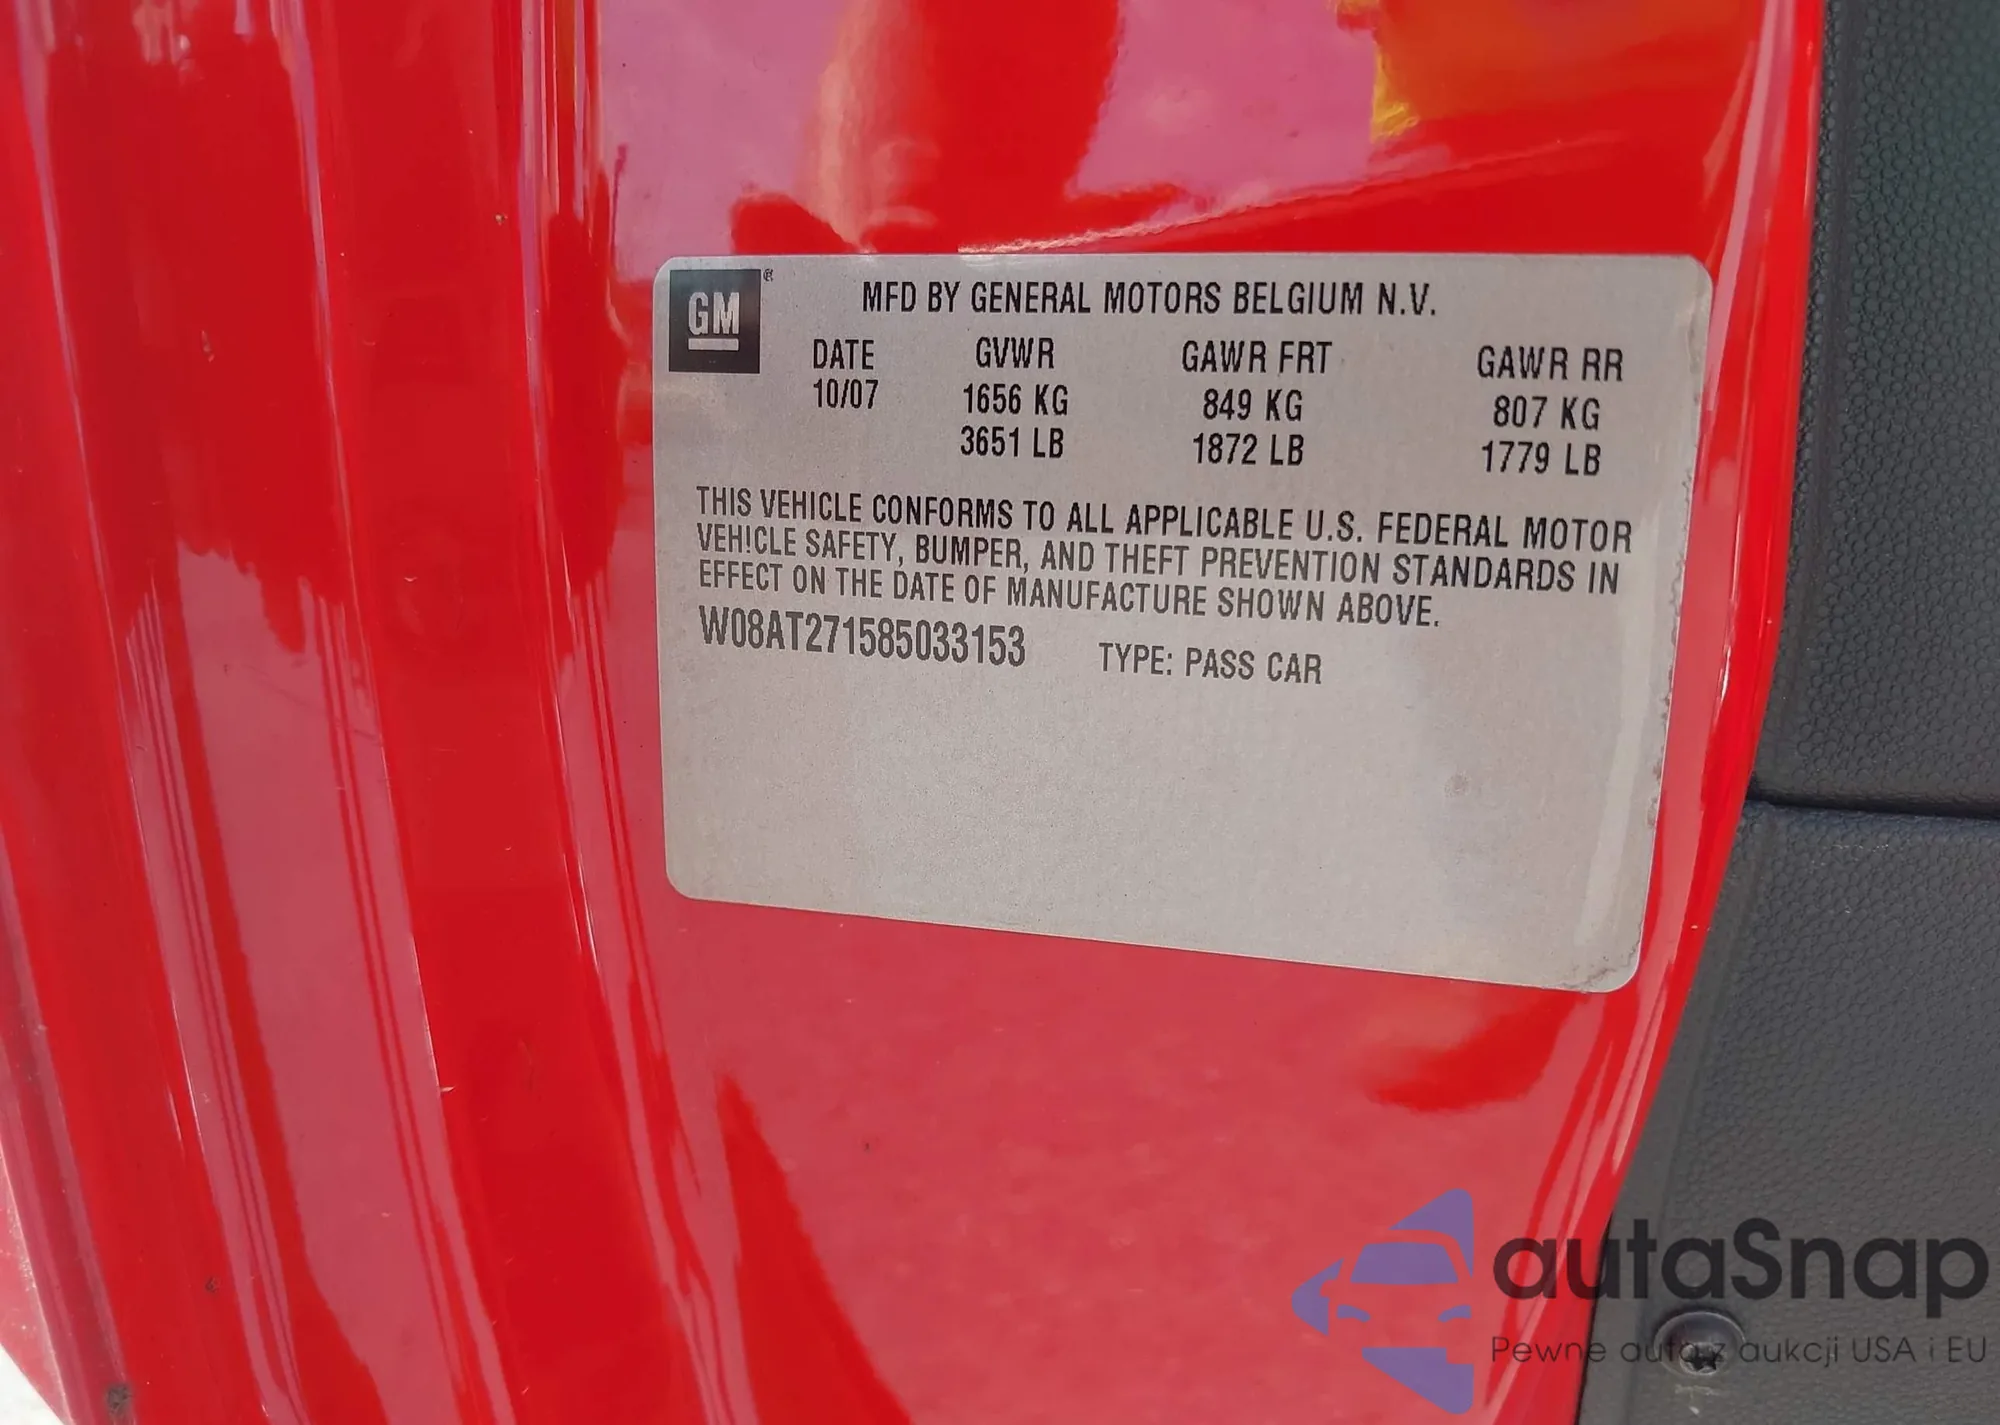 GM ®
MFD BY GENERAL MOTORS BELGIUM N.V.
DATE GVWR GAWR FRT GAWR RR
10/07 1656 KG 849 KG 807 KG
3651 LB 1872 LB 1779 LB
THIS VEHICLE CONFORMS TO ALL APPLICABLE U.S. FEDERAL MOTOR
VEHICLE SAFETY, BUMPER, AND THEFT PREVENTION STANDARDS IN
EFFECT ON THE DATE OF MANUFACTURE SHOWN ABOVE.
W08AT271585033153 TYPE: PASS CAR
autaSnap
Pewne auta z aukcji USA i EU